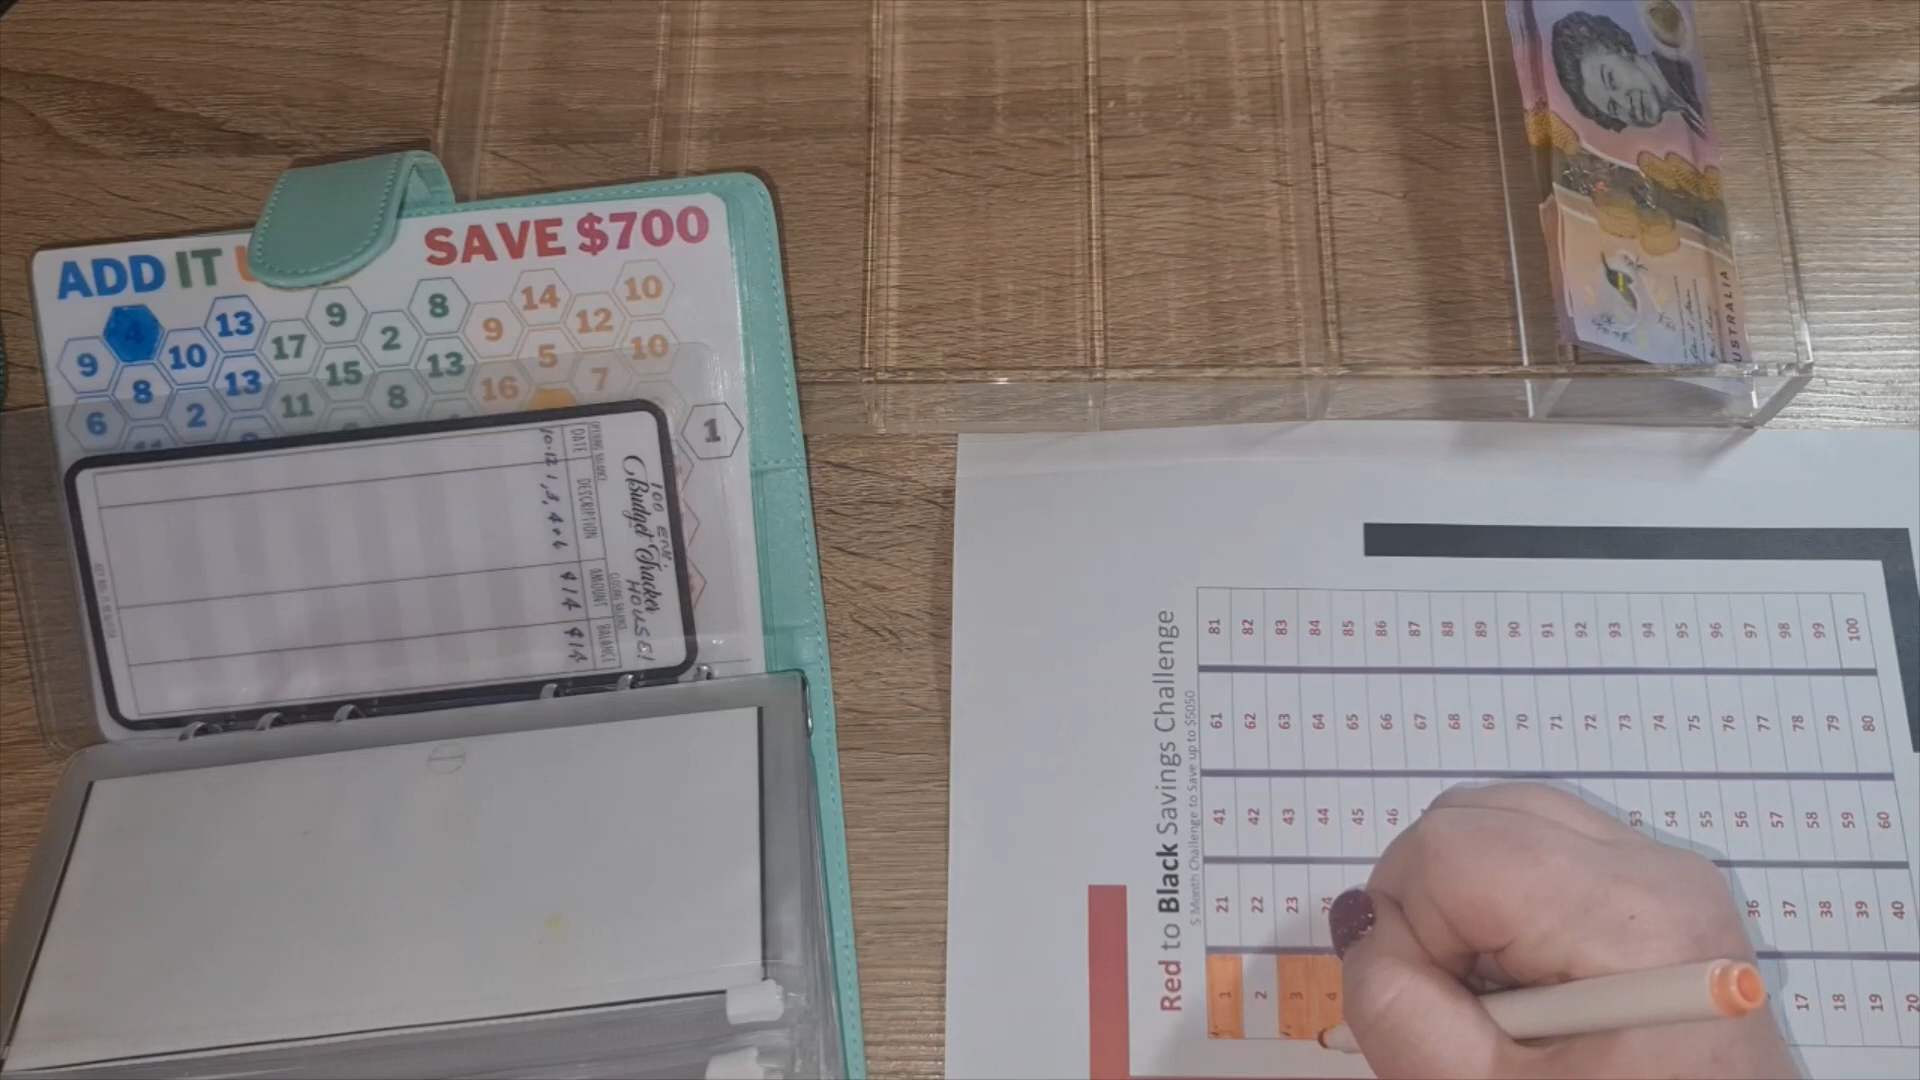 ADD IT
SAVE $700
9 4 10 13 17 9 2 8 9 14 12 10
6 8 2 13 11 15 8 13 16 5 7 10
1
100 ENV
Budget Tracker
HOUSE!
OPENING BALANCE
CLOSING BALANCE
DATE DESCRIPTION AMOUNT BALANCE
10.12 1, 3, 4 + 6 $14 $14
AUSTRALIA
Red to Black Savings Challenge
5 Month Challenge to Save up to $5050
1 21 41 61 81
2 22 42 62 82
3 23 43 63 83
4 24 44 64 84
45 65 85
46 66 86
67 87
68 88
69 89
70 90
71 91
72 92
53 73 93
54 74 94
55 75 95
36 56 76 96
17 37 57 77 97
18 38 58 78 98
19 39 59 79 99
20 40 60 80 100